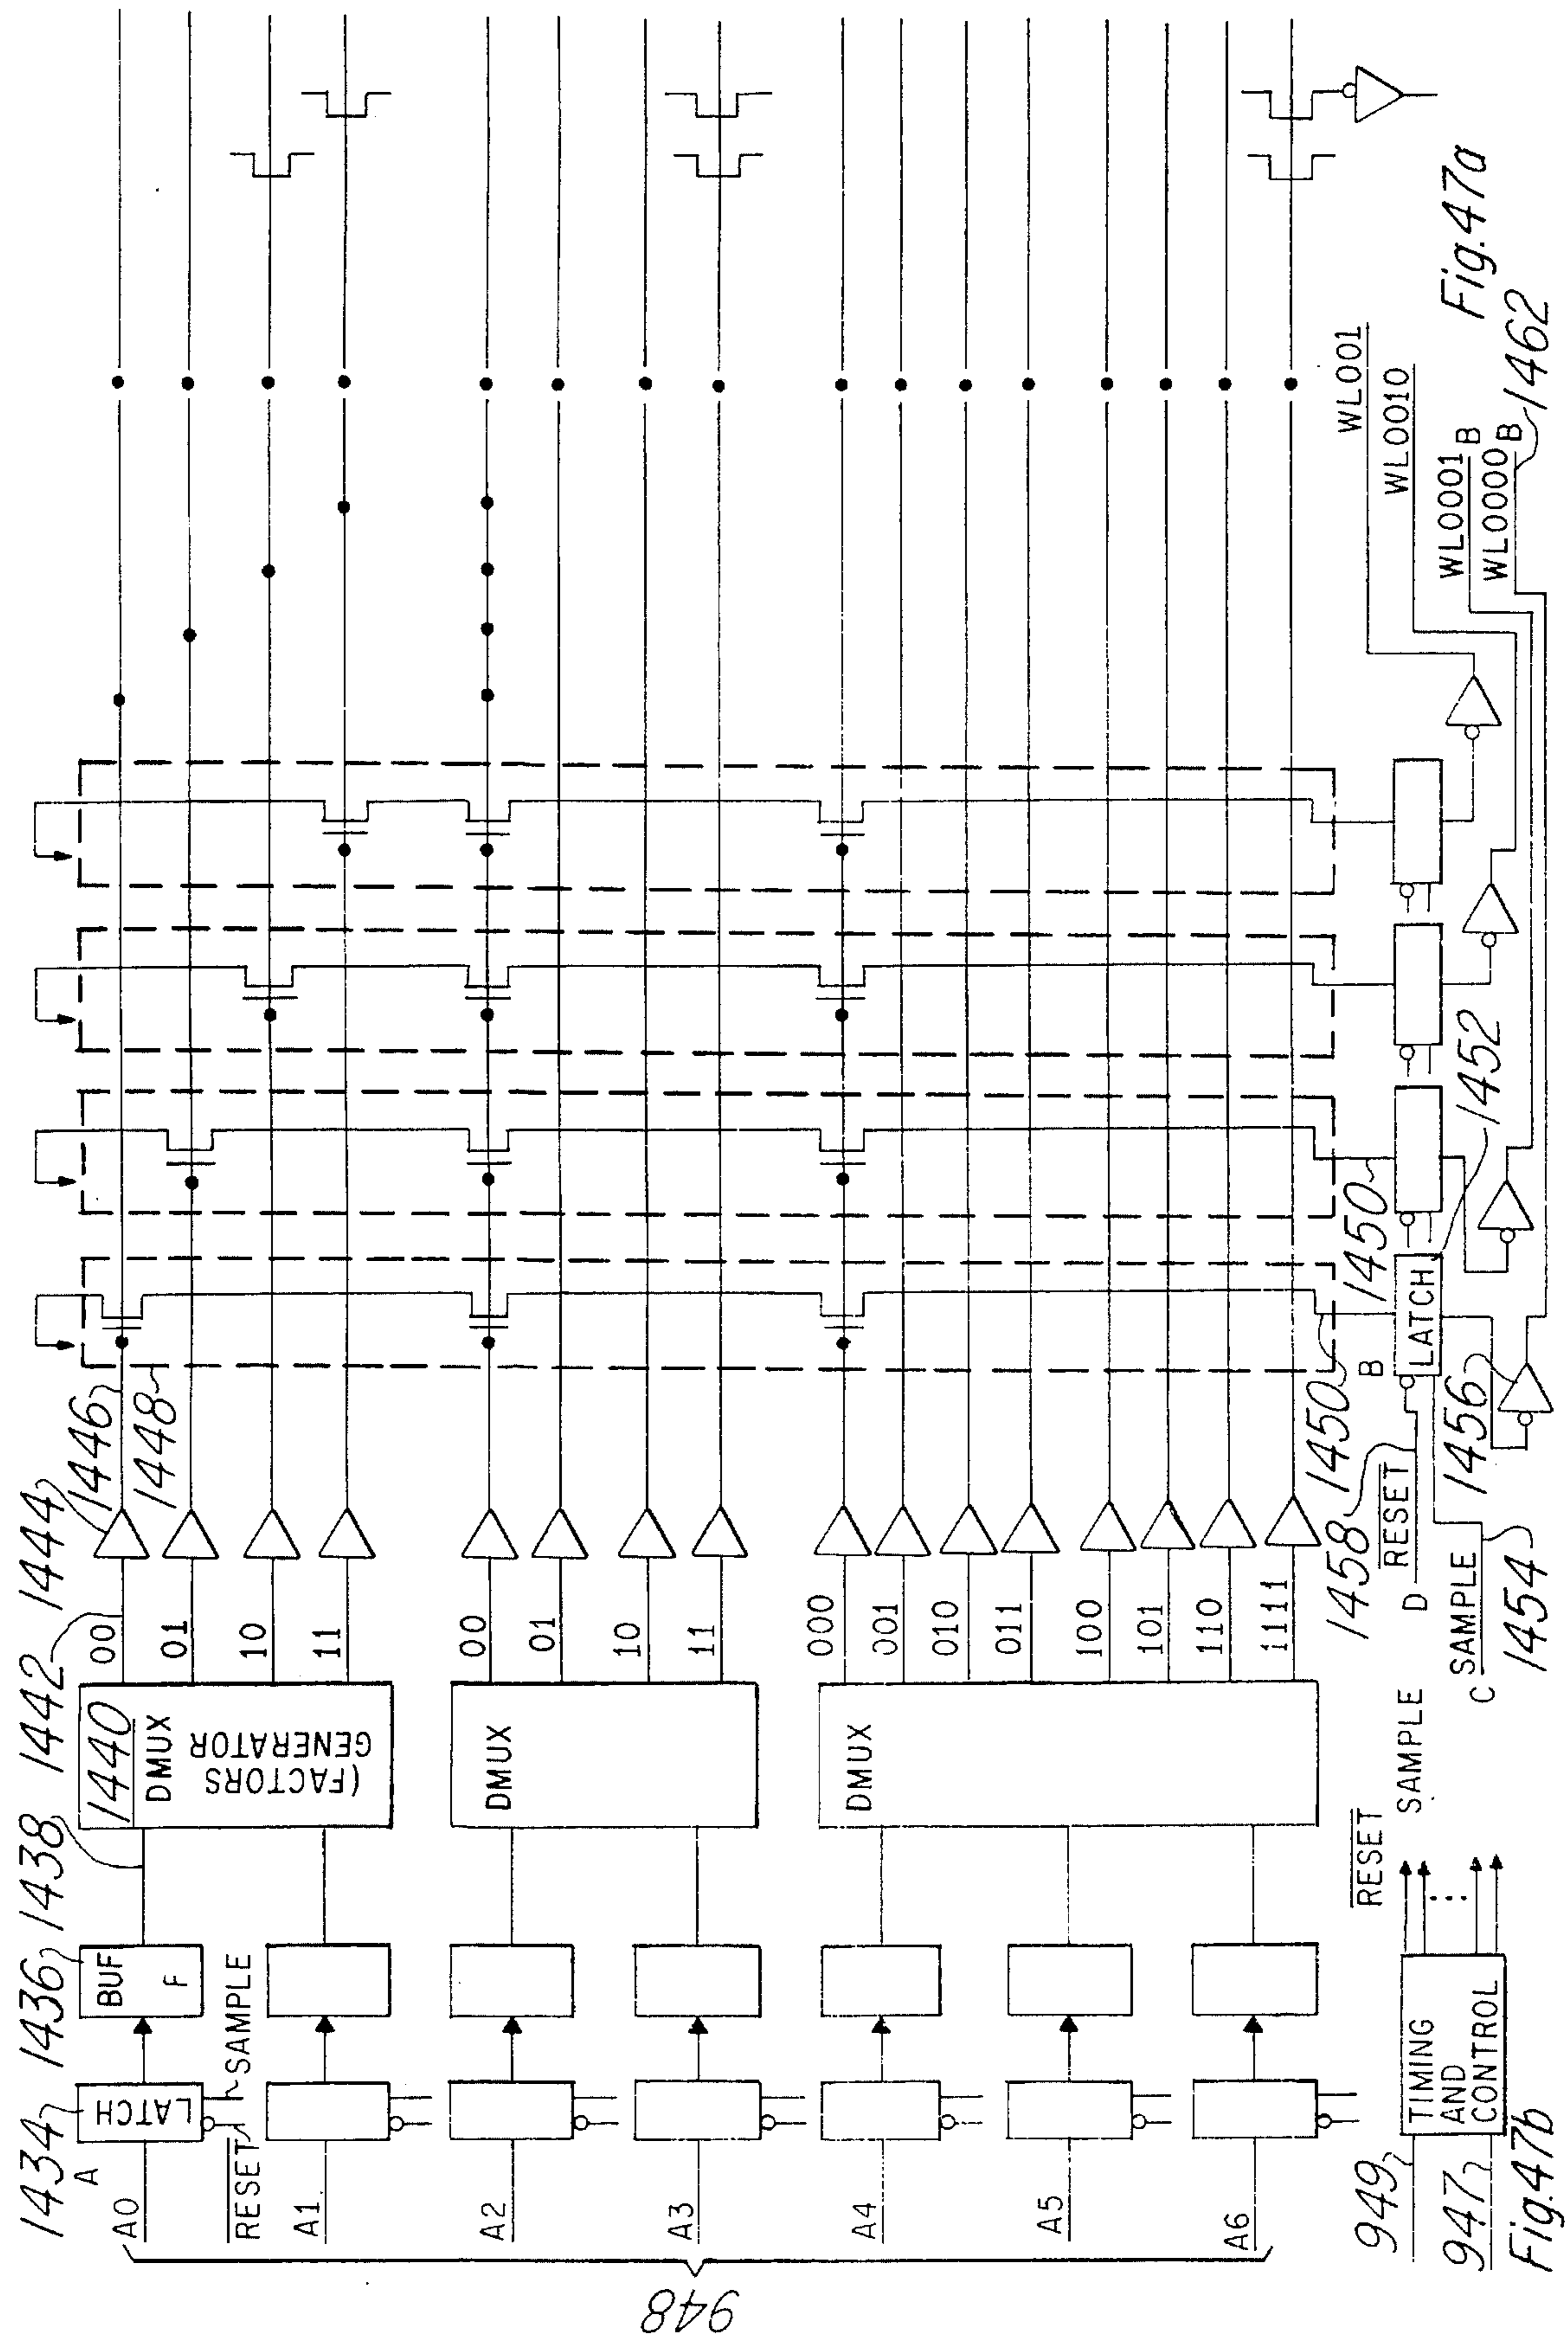 1434
1436
1438
1442
1444
1446
1448
A
LATCH
BUF
F
1440
DMUX
(FACTORS
GENERATOR
00
01
10
11
A0
RESET
SAMPLE
A1
A2
A3
DMUX
00
01
10
11
A4
A5
A6
DMUX
000
001
010
011
100
101
110
1111
948
1450
1450
B
LATCH
1452
1458
D RESET
C SAMPLE
1454
1456
WL001
WL0010
WL0001B
WL0000B
1462
Fig.47a
RESET
SAMPLE
949
947
TIMING
AND
CONTROL
Fig.47b